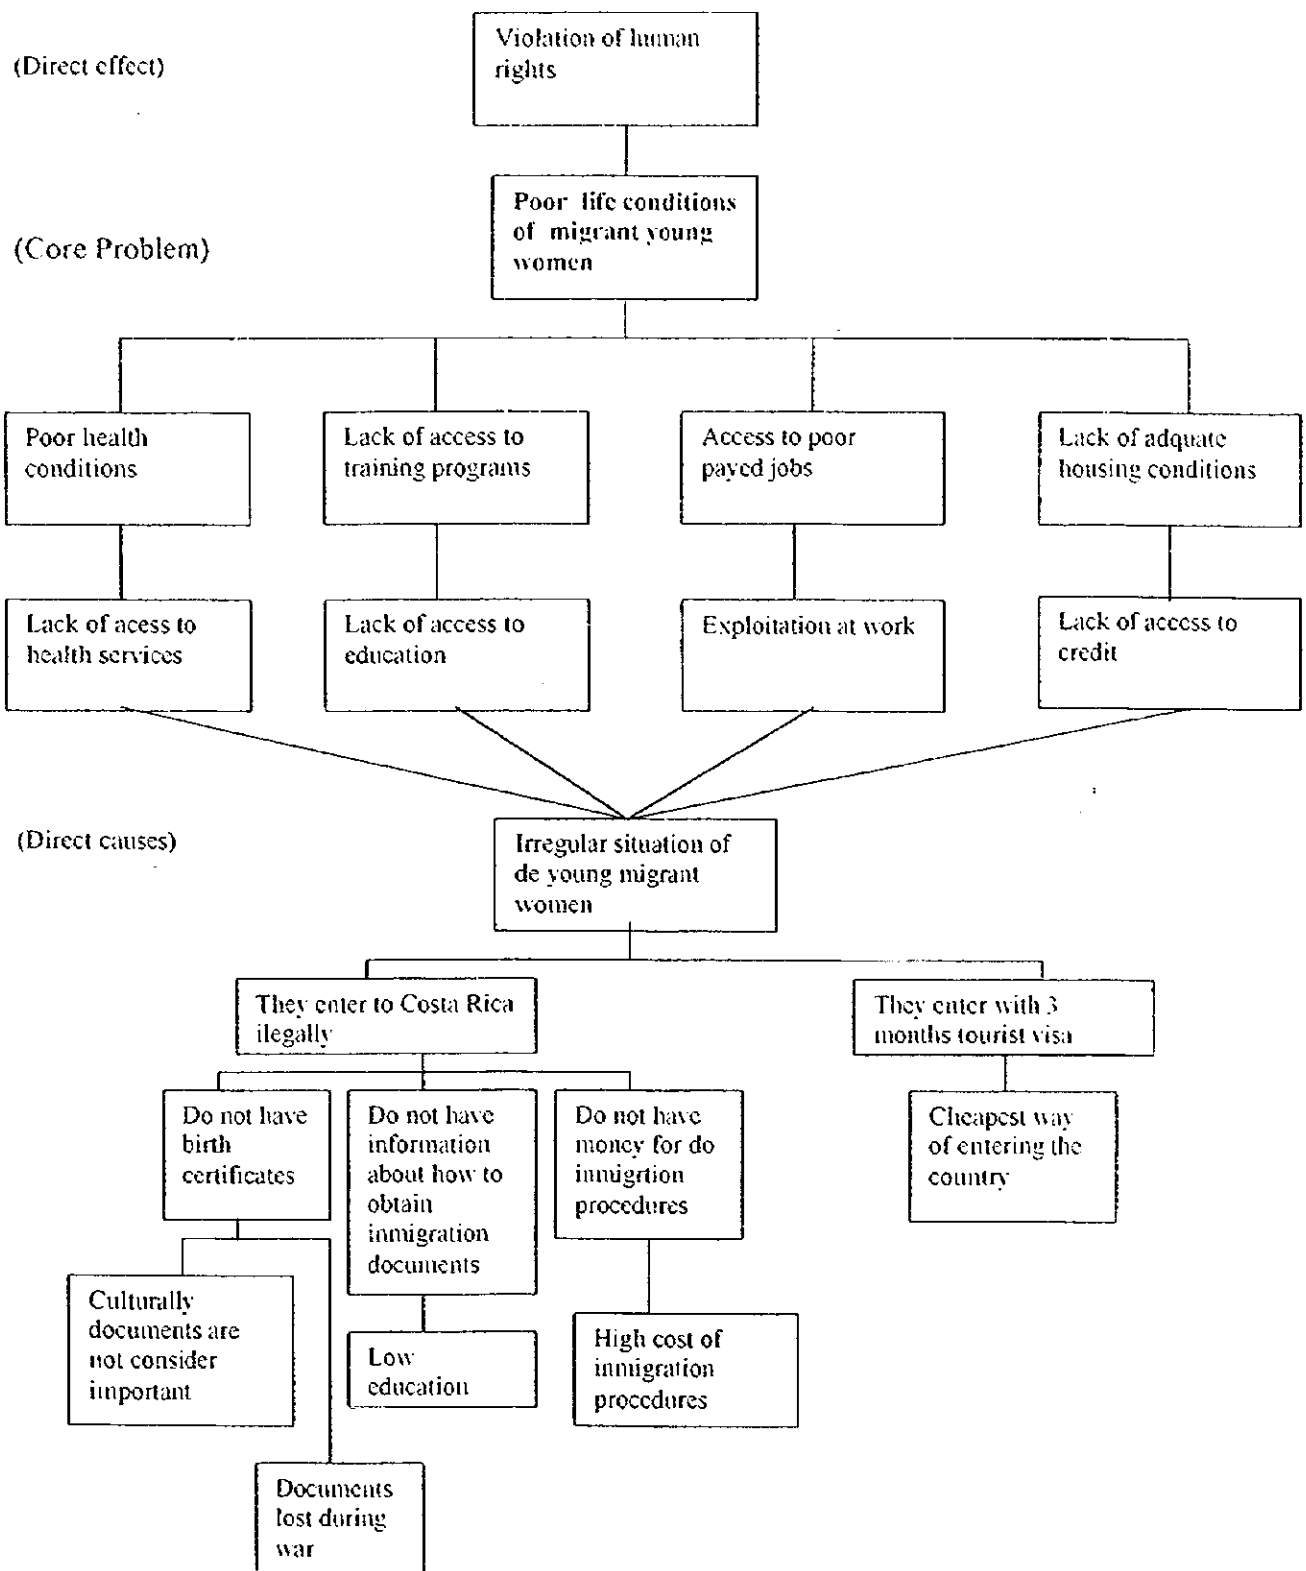 (Direct effect)
Violation of human
rights
(Core Problem)
Poor life conditions
of migrant young
women
Poor health
conditions
Lack of access to
training programs
Access to poor
payed jobs
Lack of adquate
housing conditions
Lack of acess to
health services
Lack of access to
education
Exploitation at work
Lack of access to
credit
(Direct causes)
Irregular situation of
de young migrant
women
They enter to Costa Rica
ilegally
They enter with 3
months tourist visa
Do not have
birth
certificates
Do not have
information
about how to
obtain
inmigration
documents
Do not have
money for do
inmigrtion
procedures
Cheapest way
of entering the
country
Culturally
documents are
not consider
important
Low
education
High cost of
inmigration
procedures
Documents
lost during
war